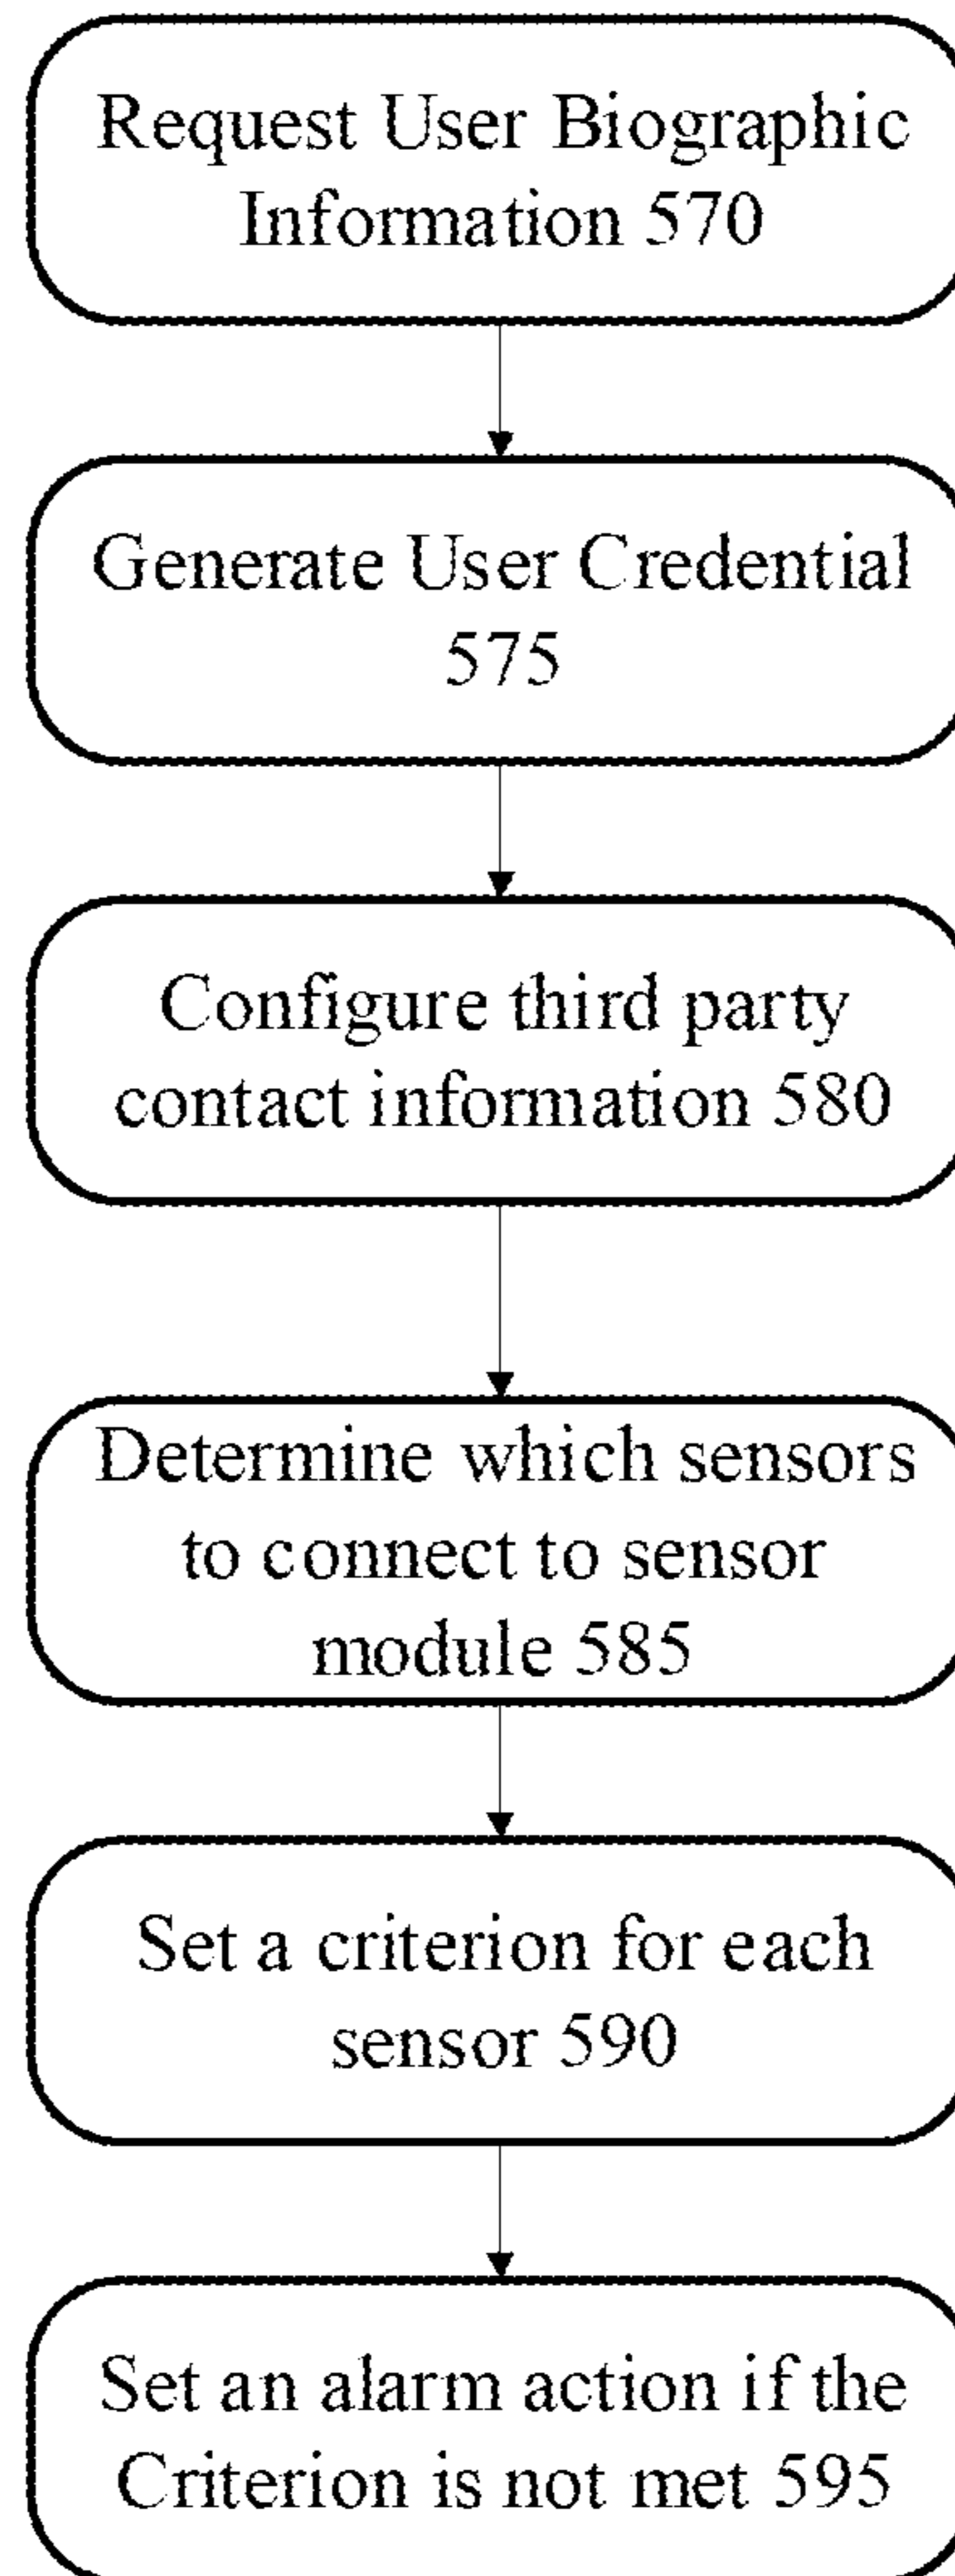 Request User Biographic
Information 570
Generate User Credential
575
Configure third party
contact information 580
Determine which sensors
to connect to sensor
module 585
Set a criterion for each
sensor 590
Set an alarm action if the
Criterion is not met 595